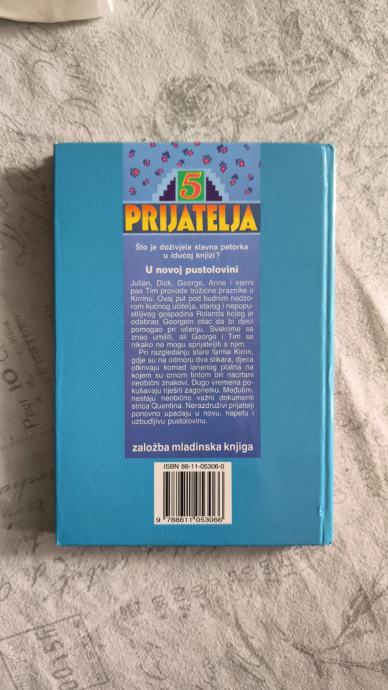 5
PRIJATELJA
Što je doživjela slavna petorka
u idućoj knjizi?
U novoj pustolovini
Julian, Dick, George, Anne i vjerni
pas Tim provode božićne praznike u
Kirrinu. Ovaj put pod budnim nadzo-
rom kućnog učitelja, starog i nepopu-
stljivog gospodina Rolanda kojeg je
odabrao Georgein otac da bi djeci
pomogao pri učenju. Svakome se
znao umiliti, ali George i Tim se
nikako ne mogu sprijateljiti s njim.
Pri razgledanju stare farme Kirrin,
gdje su na odmoru dva slikara, djeca
otkrivaju komad lanenog platna na
kojem su crnom tintom bili nacrtani
neobični znakovi. Dugo vremena po-
kušavaju riješiti zagonetku. Međutim,
nestaju neobično važni dokumenti
strica Quentina. Nerazdruživi prijatelji
ponovno upadaju u novu, napetu i
uzbudljivu pustolovinu.
založba mladinska knjiga
ISBN 86-11-05306-0
9 788611 053066